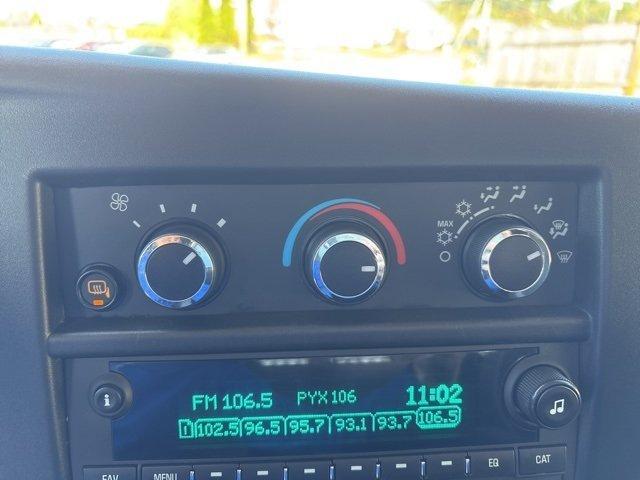 MAX
i
FM 106.5 PYX 106 11:02
102.5 96.5 95.7 93.1 93.7 106.5
FAV MENU EQ CAT